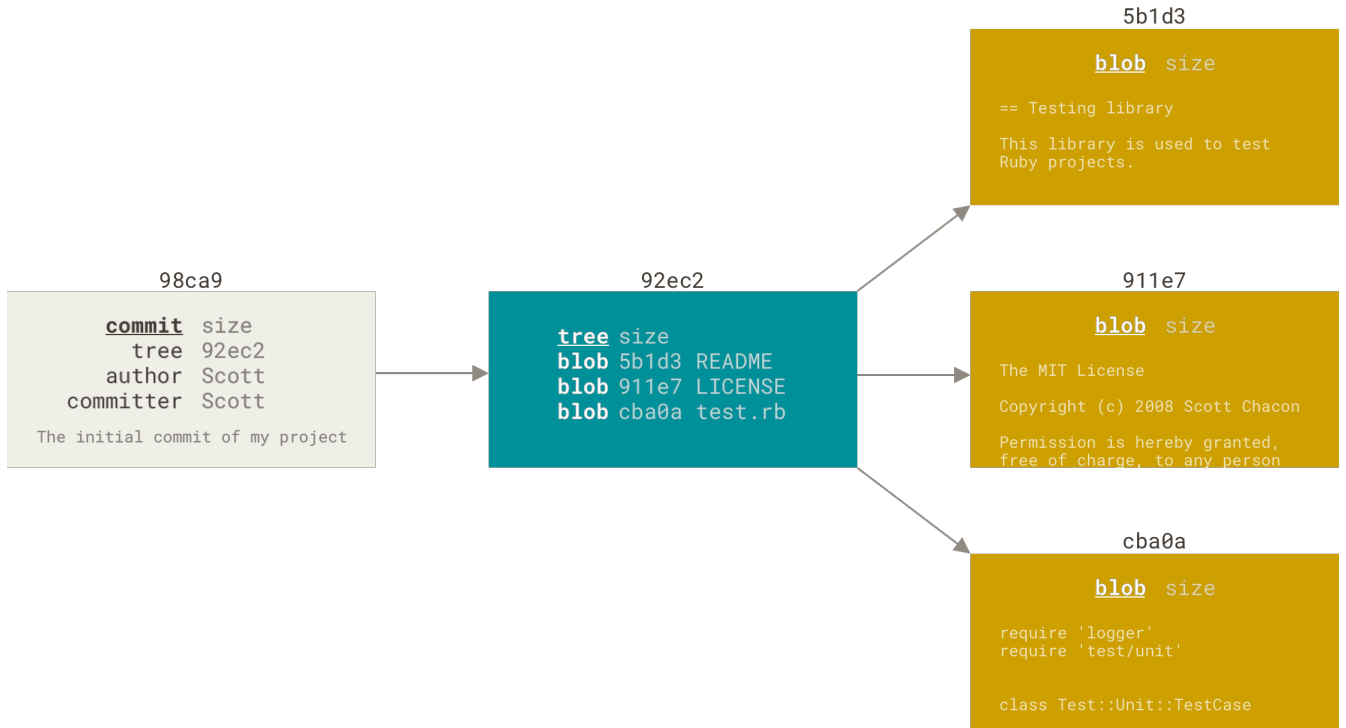 98ca9
commit size
tree 92ec2
author Scott
committer Scott
The initial commit of my project
92ec2
tree size
blob 5b1d3 README
blob 911e7 LICENSE
blob cba0a test.rb
5b1d3
blob size
== Testing library
This library is used to test
Ruby projects.
911e7
blob size
The MIT License
Copyright (c) 2008 Scott Chacon
Permission is hereby granted,
free of charge, to any person
cba0a
blob size
require 'logger'
require 'test/unit'
class Test::Unit::TestCase